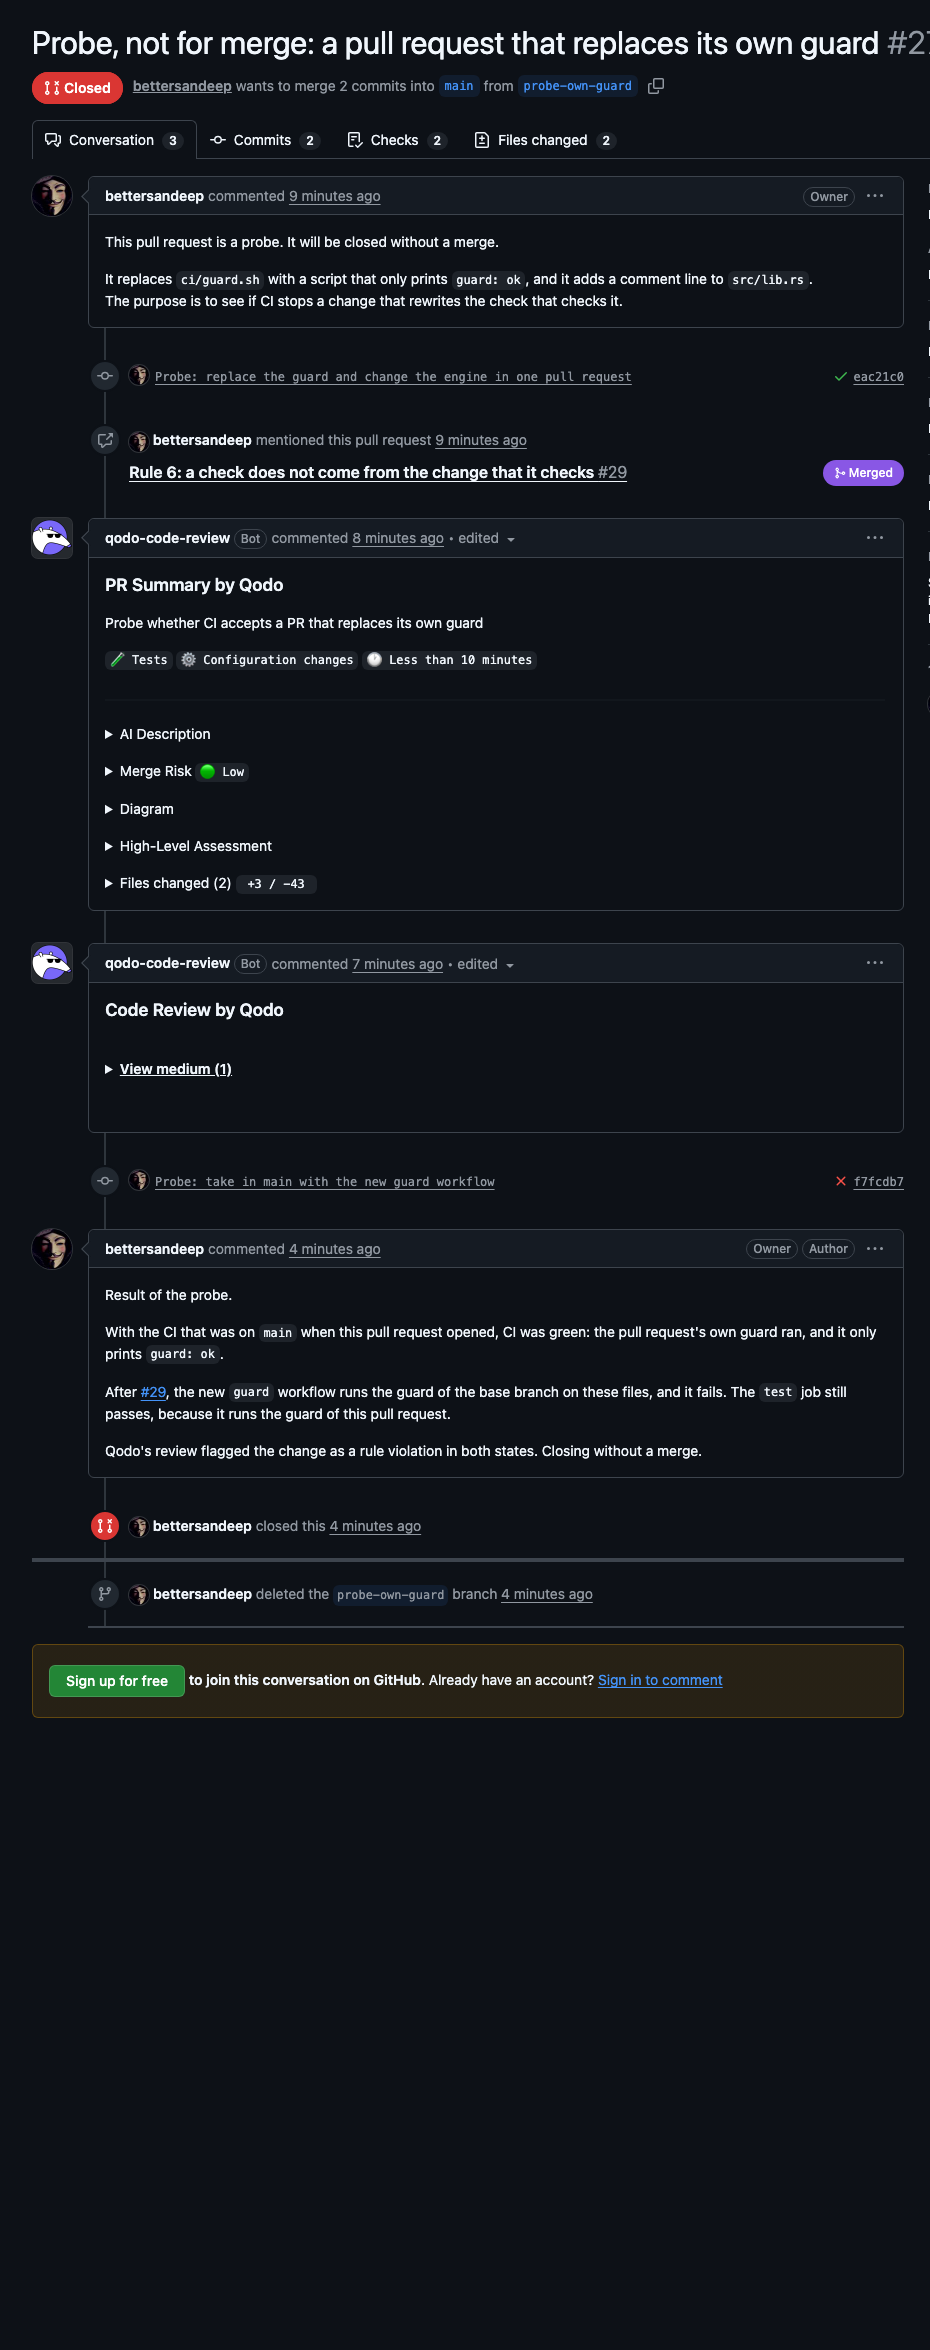 Probe, not for merge: a pull request that replaces its own guard #27
Closed bettersandeep wants to merge 2 commits into main from probe-own-guard
Conversation 3 Commits 2 Checks 2 Files changed 2
bettersandeep commented 9 minutes ago Owner
This pull request is a probe. It will be closed without a merge.
It replaces ci/guard.sh with a script that only prints guard: ok, and it adds a comment line to src/lib.rs.
The purpose is to see if CI stops a change that rewrites the check that checks it.
Probe: replace the guard and change the engine in one pull request eac21c0
bettersandeep mentioned this pull request 9 minutes ago
Rule 6: a check does not come from the change that it checks #29 Merged
qodo-code-review Bot commented 8 minutes ago • edited
PR Summary by Qodo
Probe whether CI accepts a PR that replaces its own guard
Tests Configuration changes Less than 10 minutes
AI Description
Merge Risk Low
Diagram
High-Level Assessment
Files changed (2) +3 / -43
qodo-code-review Bot commented 7 minutes ago • edited
Code Review by Qodo
View medium (1)
Probe: take in main with the new guard workflow f7fcdb7
bettersandeep commented 4 minutes ago Owner Author
Result of the probe.
With the CI that was on main when this pull request opened, CI was green: the pull request's own guard ran, and it only
prints guard: ok.
After #29, the new guard workflow runs the guard of the base branch on these files, and it fails. The test job still
passes, because it runs the guard of this pull request.
Qodo's review flagged the change as a rule violation in both states. Closing without a merge.
bettersandeep closed this 4 minutes ago
bettersandeep deleted the probe-own-guard branch 4 minutes ago
Sign up for free to join this conversation on GitHub. Already have an account? Sign in to comment